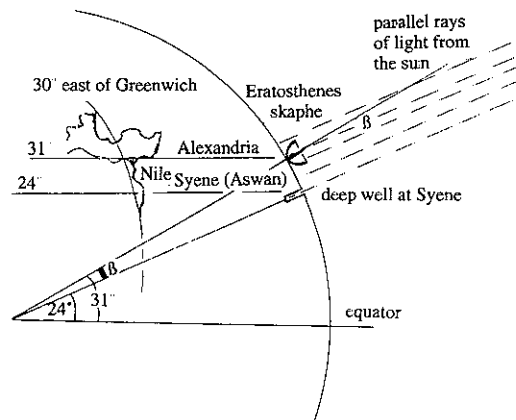 parallel rays
of light from
the sun
30° east of Greenwich
Eratosthenes
skaphe
ß
31°
Alexandria
24°
Nile
Syene (Aswan)
deep well at Syene
ß
24°
31°
equator